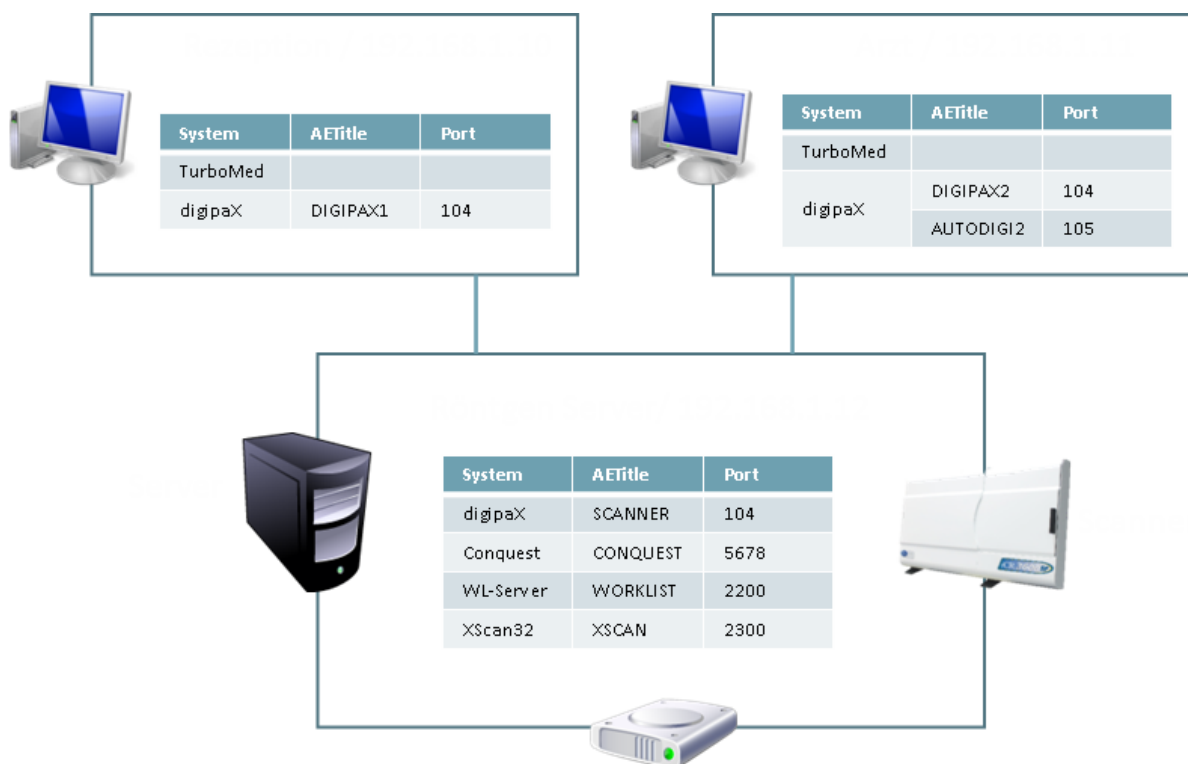 System AETitle Port
TurboMed
digipaX DIGIPAX1 104
System AETitle Port
TurboMed
digipaX
DIGIPAX2 104
AUTODIGI2 105
System AETitle Port
digipaX SCANNER 104
Conquest CONQUEST 5678
WL-Server WORKLIST 2200
XScan32 XSCAN 2300